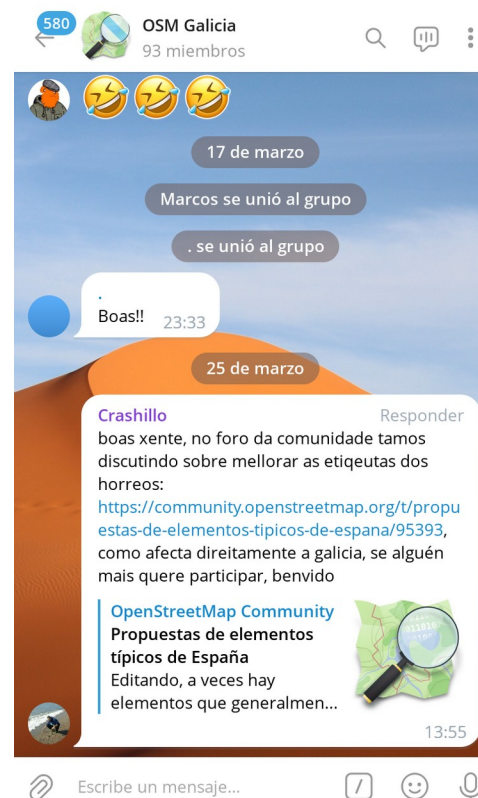 580
OSM Galicia
93 miembros
17 de marzo
Marcos se unió al grupo
. se unió al grupo
.
Boas!!
23:33
25 de marzo
Crashillo
Responder
boas xente, no foro da comunidade tamos
discutindo sobre mellorar as etiqeutas dos
horreos:
https://community.openstreetmap.org/t/propu
estas-de-elementos-tipicos-de-espana/95393,
como afecta direitamente a galicia, se alguén
mais quere participar, benvido
OpenStreetMap Community
Propuestas de elementos
típicos de España
Editando, a veces hay
elementos que generalmen...
13:55
Escribe un mensaje...